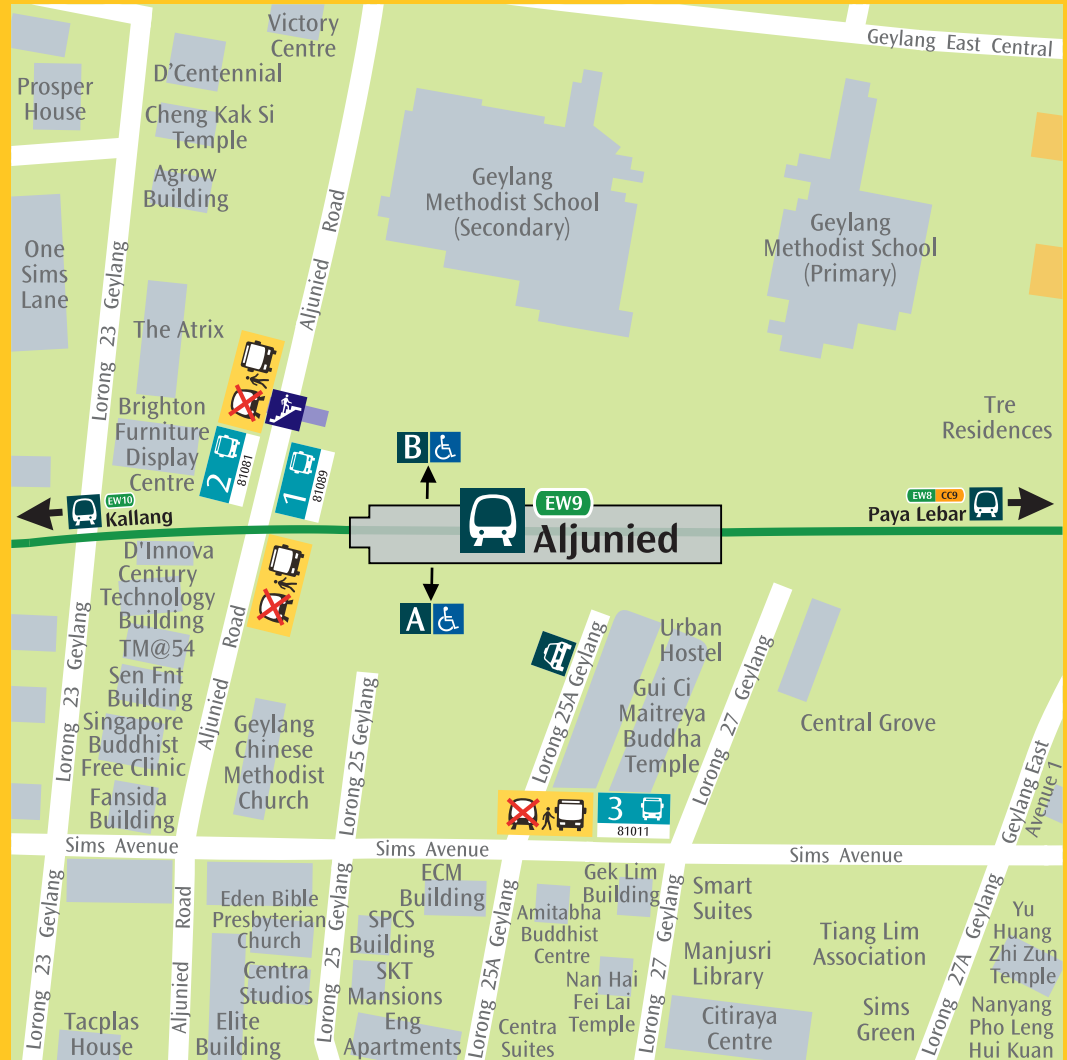 Victory
Centre
Geylang East Central
D'Centennial
Prosper
House
Cheng Kak Si
Temple
Agrow
Building
Geylang
Methodist School
(Secondary)
Geylang
Methodist School
(Primary)
One
Sims
Lane
Lorong 23 Geylang
Aljunied Road
The Atrix
Brighton
Furniture
Display
Centre
2
81081
1
81089
Tre
Residences
B
EW10
Kallang
EW9
Aljunied
EW8 CC9
Paya Lebar
A
D'Innova
Century
Technology
Building
TM@54
Sen Fnt
Building
Singapore
Buddhist
Free Clinic
Fansida
Building
Lorong 23 Geylang
Aljunied Road
Geylang
Chinese
Methodist
Church
Lorong 25 Geylang
Lorong 25A Geylang
Urban
Hostel
Gui Ci
Maitreya
Buddha
Temple
Lorong 27 Geylang
Central Grove
Geylang East
Avenue 1
3
81011
Sims Avenue
Sims Avenue
Sims Avenue
Lorong 23 Geylang
Aljunied Road
Eden Bible
Presbyterian
Church
Centra
Studios
Elite
Building
Tacplas
House
Lorong 25 Geylang
ECM
Building
SPCS
Building
SKT
Mansions
Eng
Apartments
Lorong 25A Geylang
Gek Lim
Building
Amitabha
Buddhist
Centre
Nan Hai
Fei Lai
Temple
Centra
Suites
Lorong 27 Geylang
Smart
Suites
Manjusri
Library
Citiraya
Centre
Tiang Lim
Association
Sims
Green
Lorong 27A Geylang
Yu
Huang
Zhi Zun
Temple
Nanyang
Pho Leng
Hui Kuan